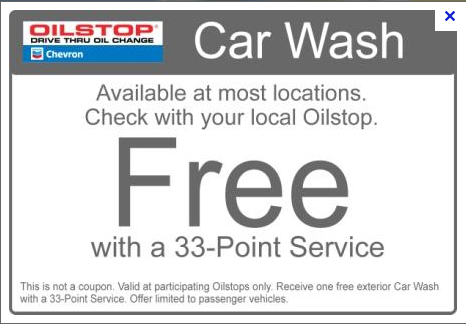 OILSTOP
DRIVE THRU OIL CHANGE
Chevron
Car Wash
Available at most locations.
Check with your local Oilstop.
Free
with a 33-Point Service
This is not a coupon. Valid at participating Oilstops only. Receive one free exterior Car Wash
with a 33-Point Service. Offer limited to passenger vehicles.